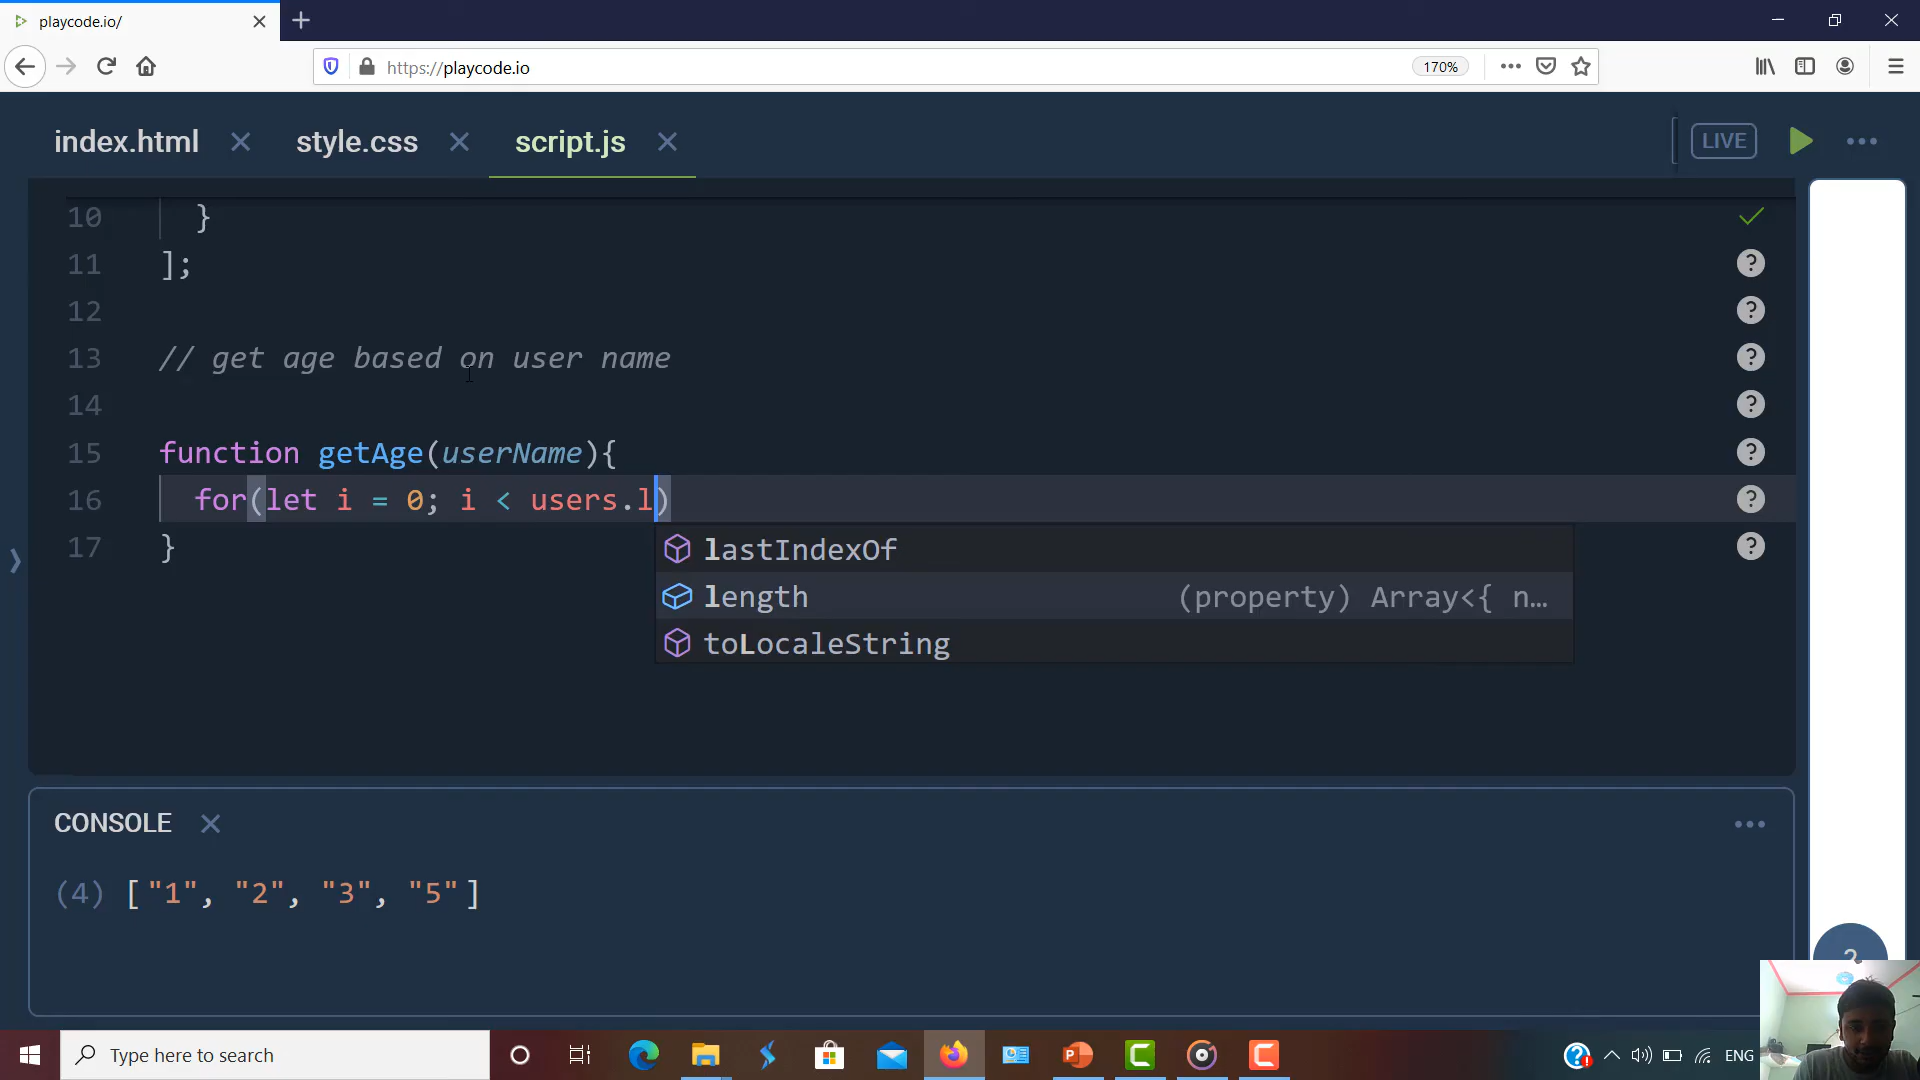 playcode.io/
https://playcode.io
170%
index.html
style.css
script.js
LIVE
10 }
11 ];
12
13 // get age based on user name
14
15 function getAge(userName){
16 for(let i = 0; i < users.l)
17 }
lastIndexOf
length (property) Array<{ n…
toLocaleString
CONSOLE
(4) ["1", "2", "3", "5"]
Type here to search
ENG